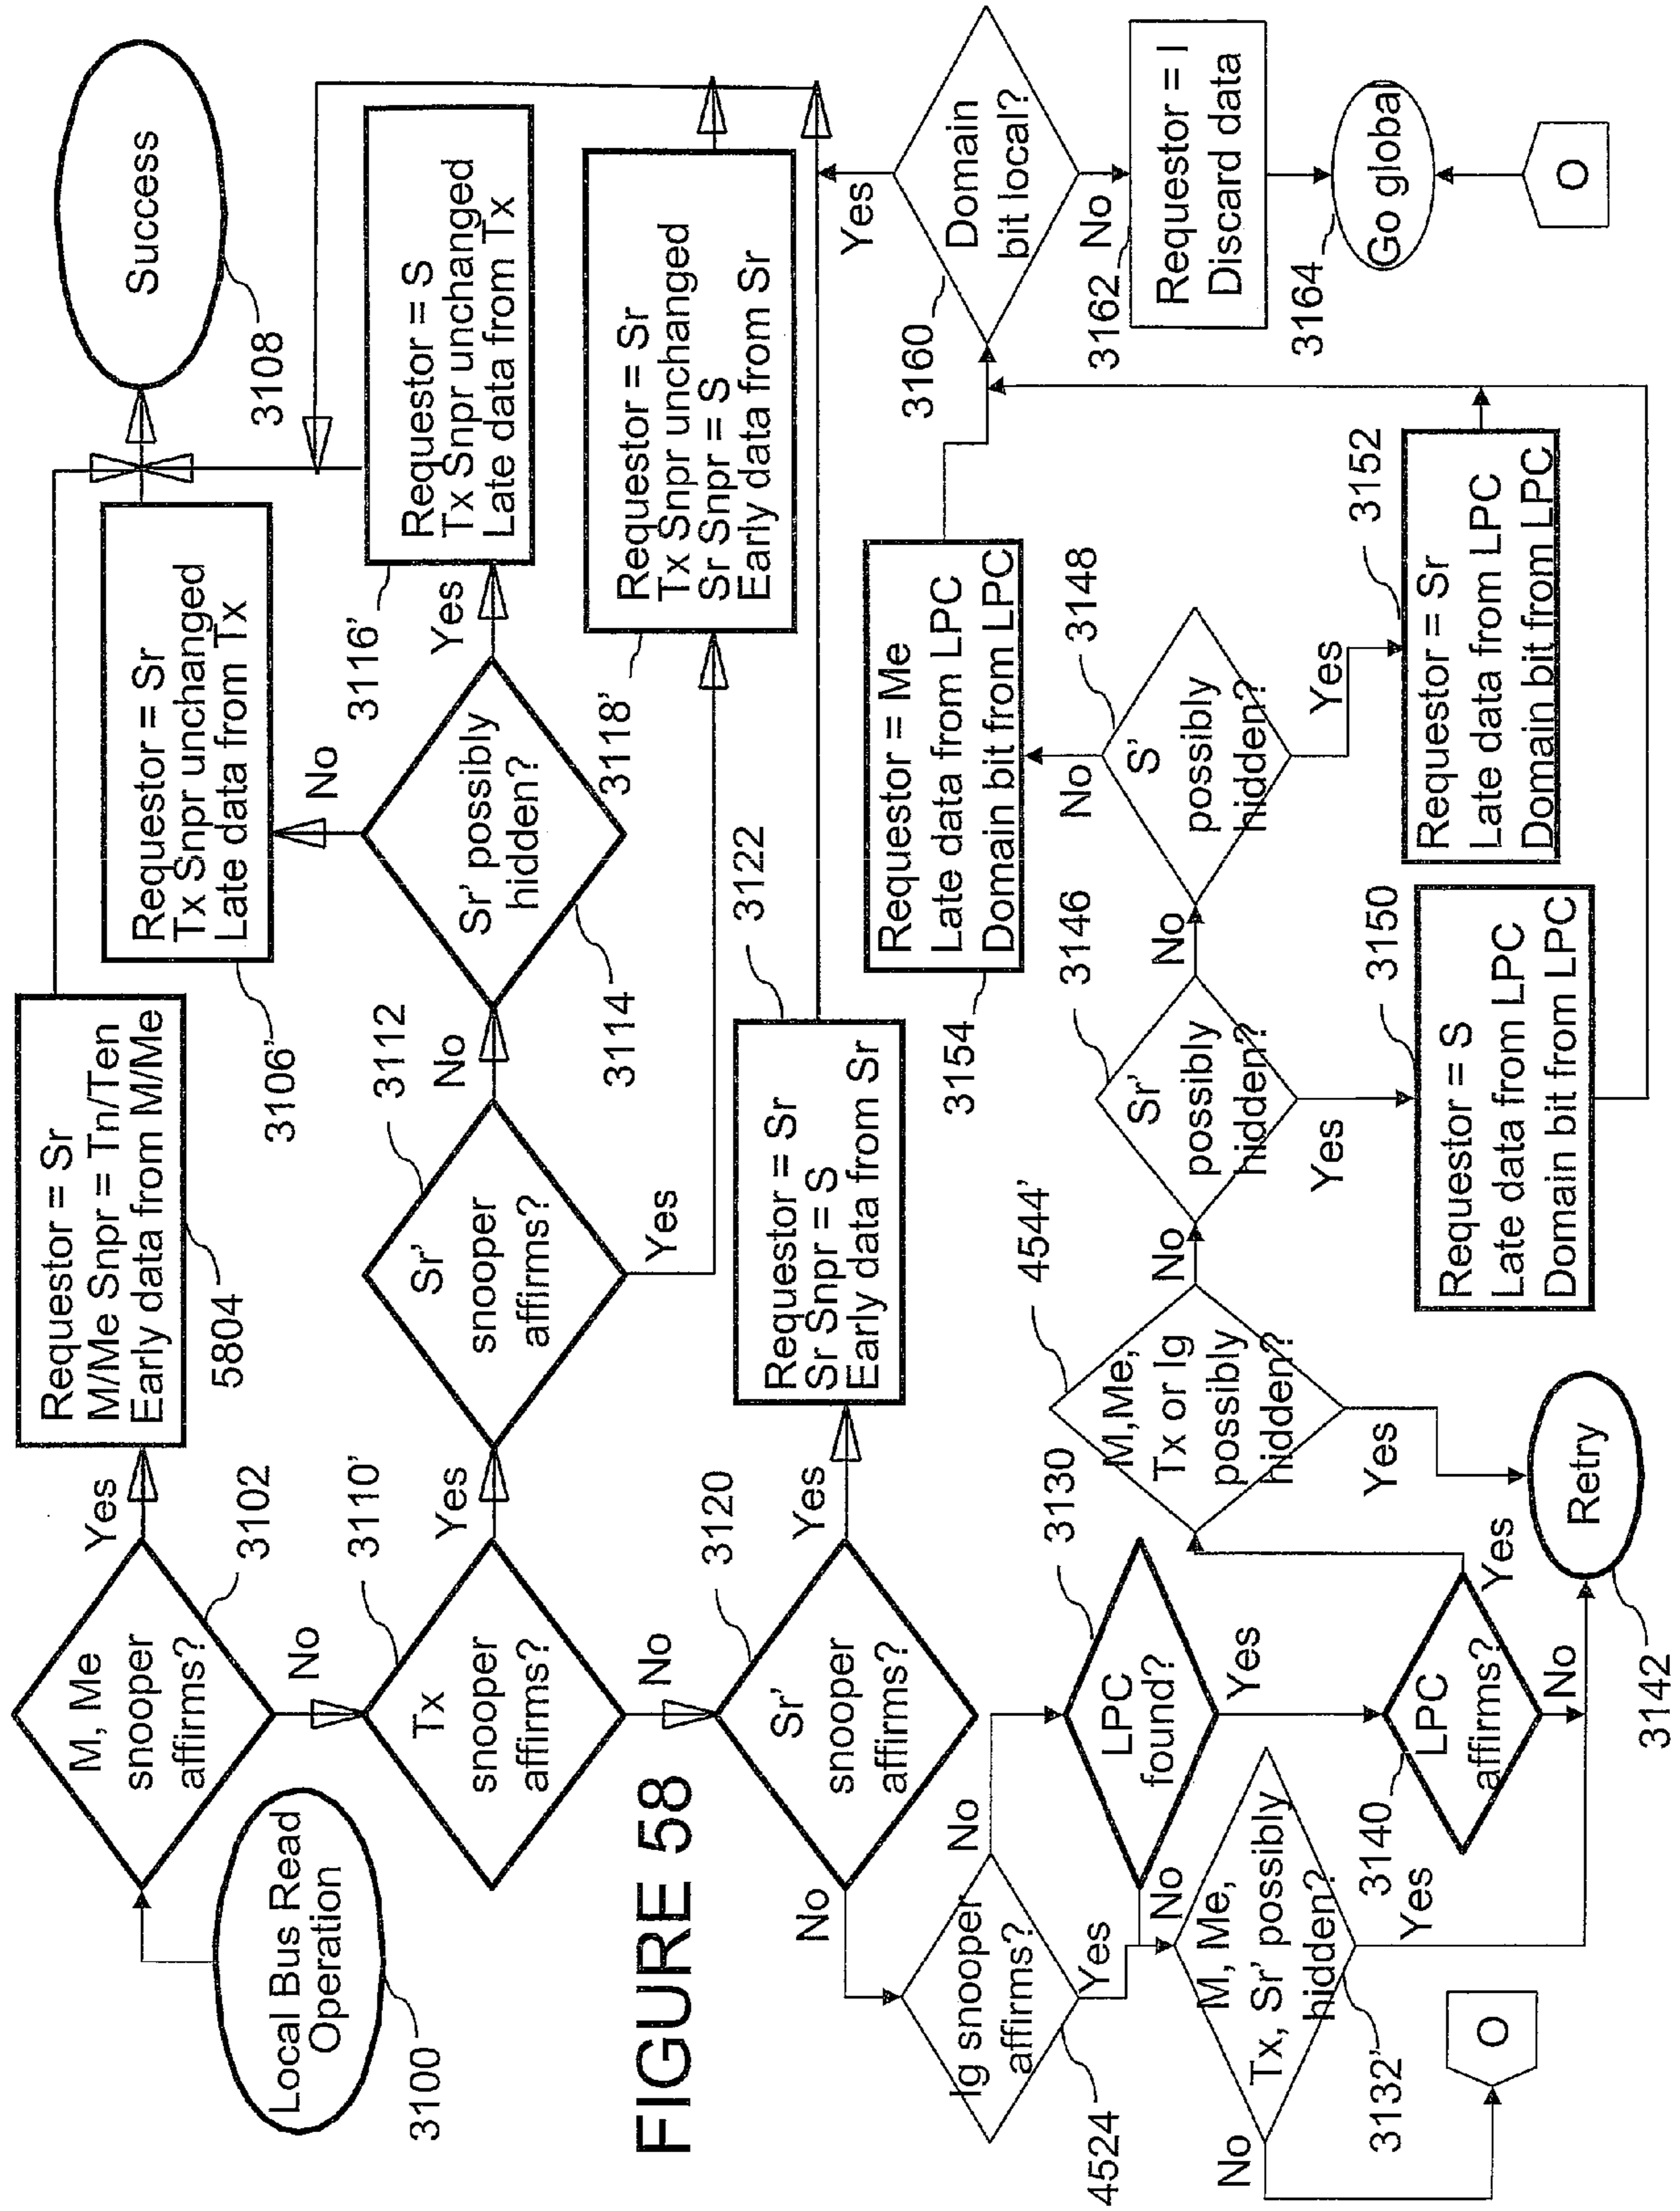 Local Bus Read
Operation
3100
M, Me
snooper
affirms?
3102
Yes
No
Requestor = Sr
M/Me Snpr = Tn/Ten
Early data from M/Me
5804
Success
3108
Tx
snooper
affirms?
3110'
Yes
No
Sr'
snooper
affirms?
3112
No
Yes
Sr' possibly
hidden?
3114
No
Yes
Requestor = Sr
Tx Snpr unchanged
Late data from Tx
3106'
Requestor = S
Tx Snpr unchanged
Late data from Tx
3116'
Requestor = Sr
Tx Snpr unchanged
Sr Snpr = S
Early data from Sr
3118'
FIGURE 58
Sr'
snooper
affirms?
3120
Yes
No
Requestor = Sr
Sr Snpr = S
Early data from Sr
3122
Ig snooper
affirms?
4524
No
Yes
LPC
found?
3130
No
Yes
M, Me,
Tx, Sr' possibly
hidden?
3132'
No
Yes
O
LPC
affirms?
3140
Yes
No
Retry
3142
M,Me,
Tx or Ig
possibly
hidden?
4544'
No
Yes
Sr'
possibly
hidden?
3146
No
Yes
S'
possibly
hidden?
3148
No
Yes
Requestor = S
Late data from LPC
Domain bit from LPC
3150
Requestor = Sr
Late data from LPC
Domain bit from LPC
3152
Requestor = Me
Late data from LPC
Domain bit from LPC
3154
Domain
bit local?
3160
Yes
No
Requestor = I
Discard data
3162
Go global
3164
O